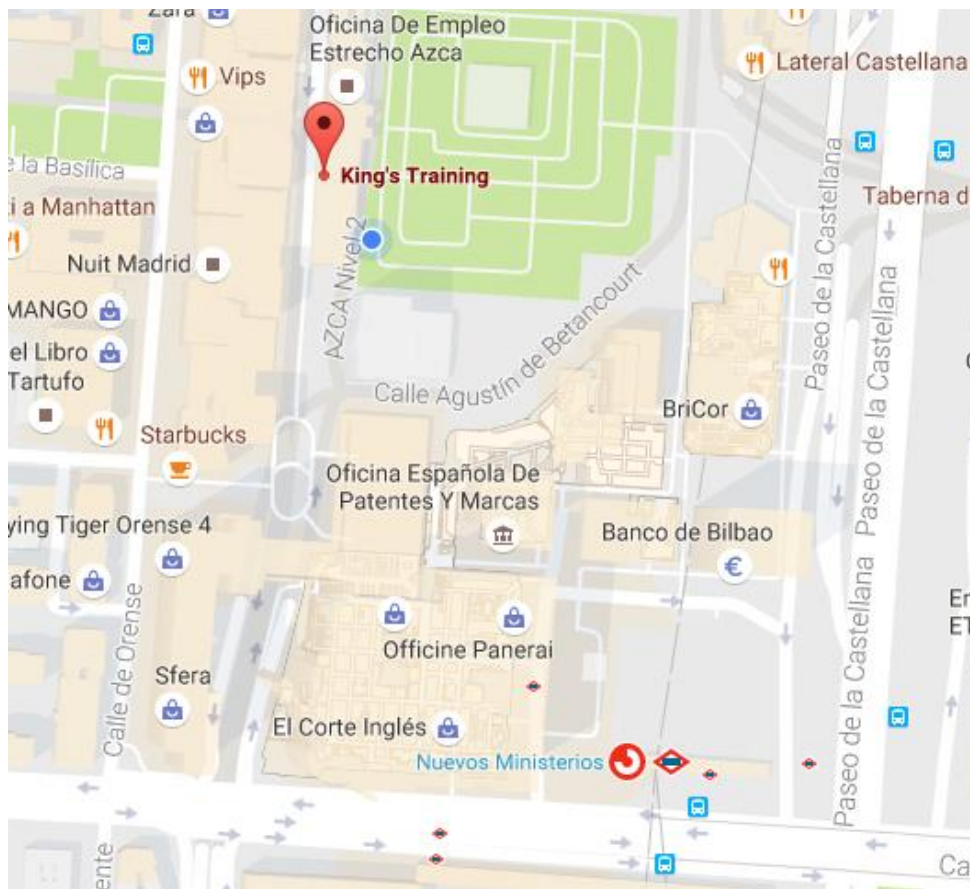 Zara
Oficina De Empleo
Estrecho Azca
Lateral Castellana
Vips
e la Basílica
King's Training
Paseo de la Castellana
Taberna d
i a Manhattan
Nuit Madrid
AZCA Nivel 2
MANGO
el Libro
Tartufo
Calle Agustín de Betancourt
Paseo de la Castellana
BriCor
Starbucks
Oficina Española De
Patentes Y Marcas
ying Tiger Orense 4
Banco de Bilbao
€
afone
Paseo de la Castellana
Er
ET
Calle de Orense
Officine Panerai
Sfera
El Corte Inglés
Nuevos Ministerios
ente
Ca